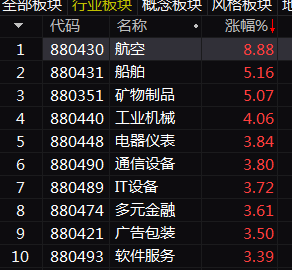 全部板块 行业板块 概念板块 风格板块
代码 名称 涨幅%↓
1 880430 航空 8.88
2 880431 船舶 5.16
3 880351 矿物制品 5.07
4 880440 工业机械 4.06
5 880448 电器仪表 3.84
6 880490 通信设备 3.80
7 880489 IT设备 3.72
8 880474 多元金融 3.61
9 880421 广告包装 3.50
10 880493 软件服务 3.39